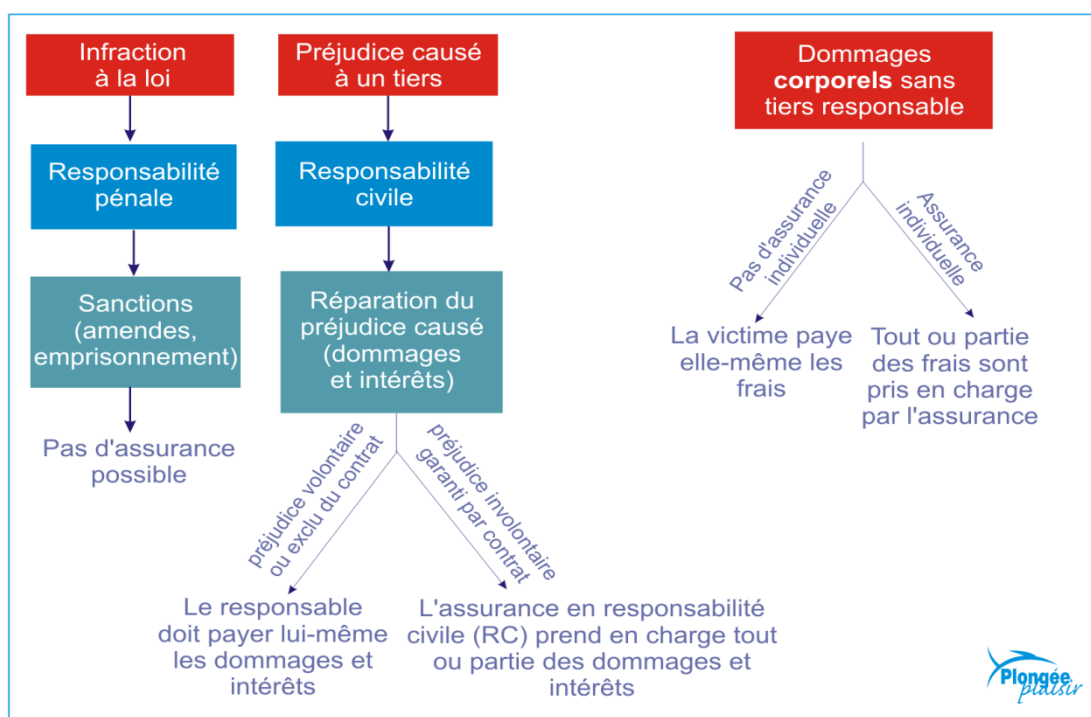 Infraction
à la loi
Responsabilité
pénale
Sanctions
(amendes,
emprisonnement)
Pas d'assurance
possible
Préjudice causé
à un tiers
Responsabilité
civile
Réparation du
préjudice causé
(dommages
et intérêts)
préjudice volontaire
ou exclu du contrat
Le responsable
doit payer lui-même
les dommages et
intérêts
préjudice involontaire
garanti par contrat
L'assurance en responsabilité
civile (RC) prend en charge tout
ou partie des dommages et
intérêts
Dommages
corporels sans
tiers responsable
Pas d'assurance
individuelle
La victime paye
elle-même les
frais
Assurance
individuelle
Tout ou partie
des frais sont
pris en charge
par l'assurance
Plongée
plaisir